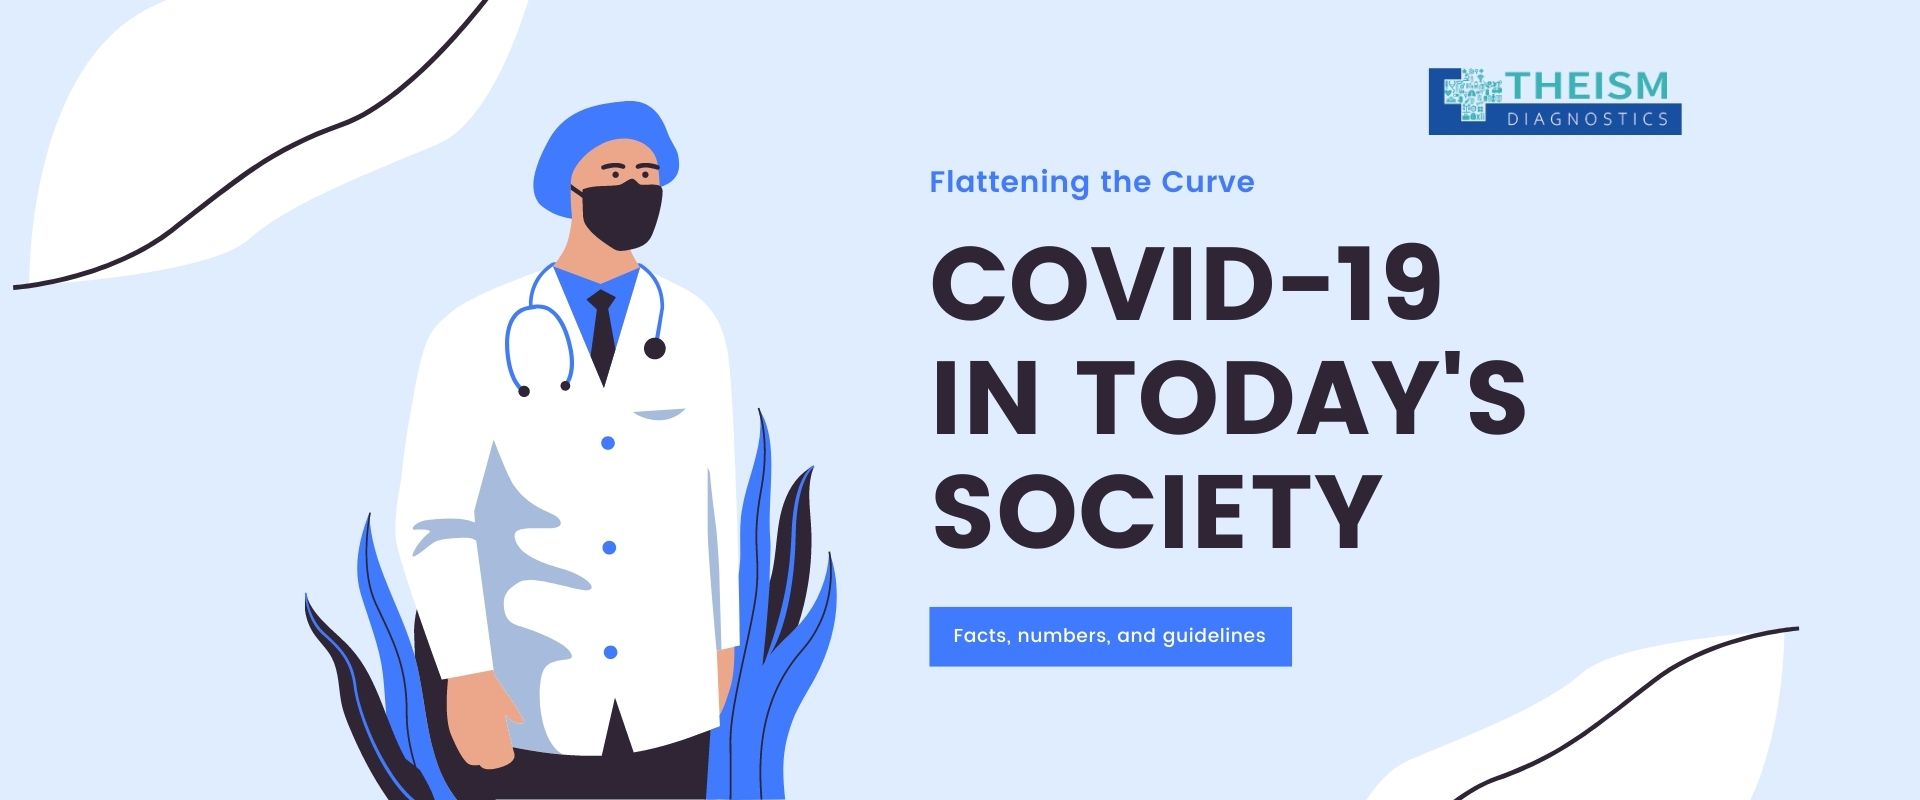 THEISM
DIAGNOSTICS
Flattening the Curve
COVID-19
IN TODAY'S
SOCIETY
Facts, numbers, and guidelines